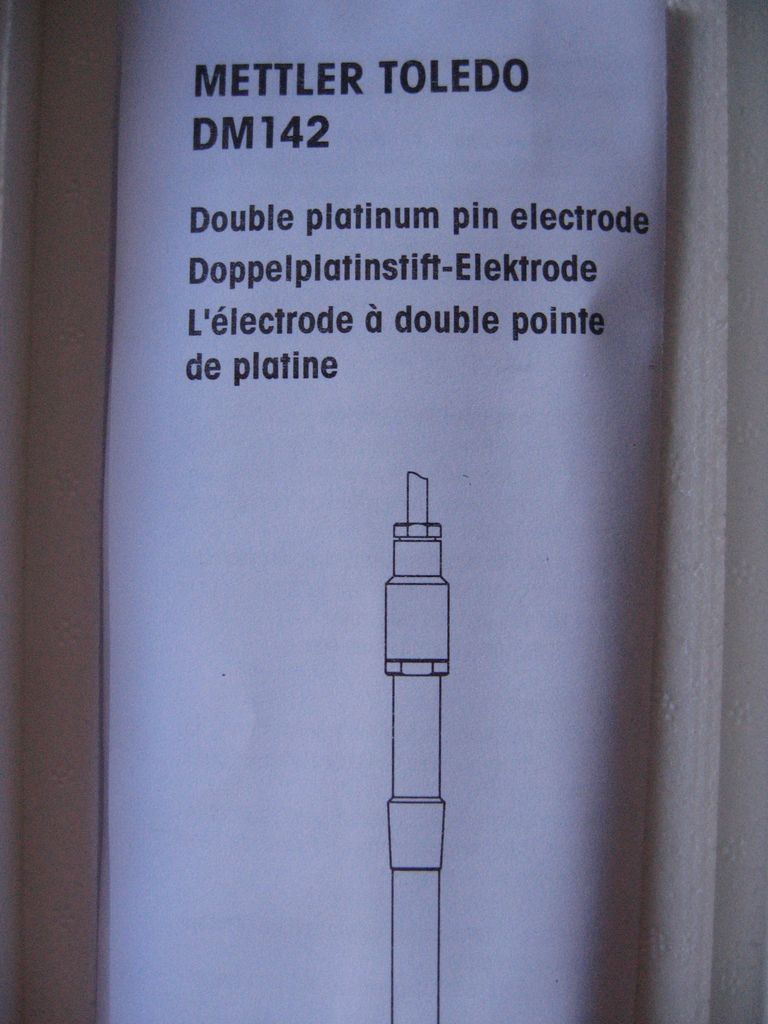 METTLER TOLEDO
DM142
Double platinum pin electrode
Doppelplatinstift-Elektrode
L'électrode à double pointe
de platine